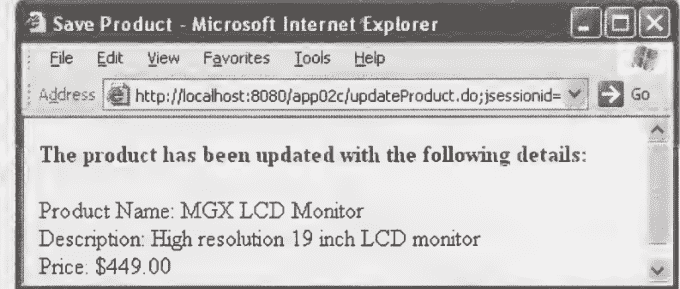 Save Product - Microsoft Internet Explorer
File Edit View Favorites Tools Help
Address http://localhost:8080/app02c/updateProduct.do;jsessionid= Go
The product has been updated with the following details:
Product Name: MGX LCD Monitor
Description: High resolution 19 inch LCD monitor
Price: $449.00